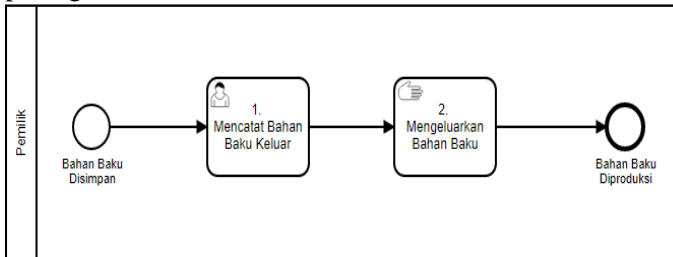 Pemilik
Bahan Baku
Disimpan
1.
Mencatat Bahan
Baku Keluar
2.
Mengeluarkan
Bahan Baku
Bahan Baku
Diproduksi